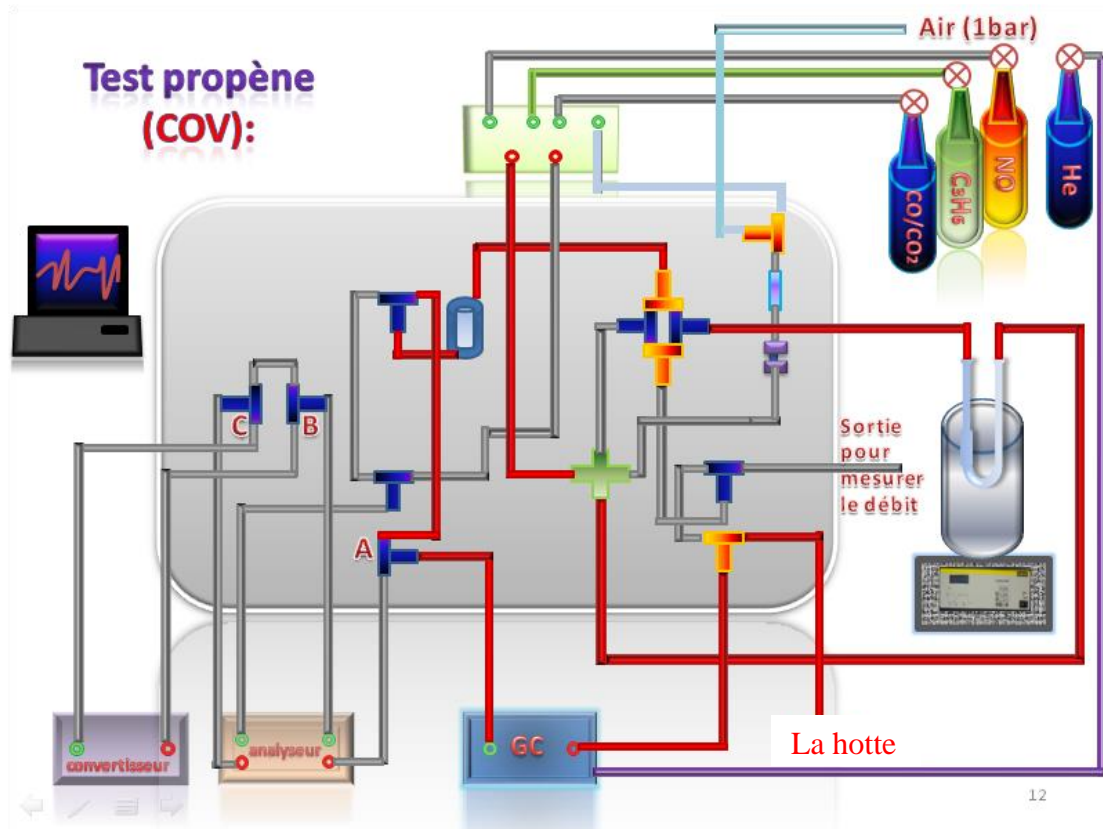 Test propène
(COV):
Air (1bar)
CO/CO₂
C₃H₆
NO
He
C
B
A
Sortie
pour
mesurer
le débit
convertisseur
analyseur
GC
La hotte
12